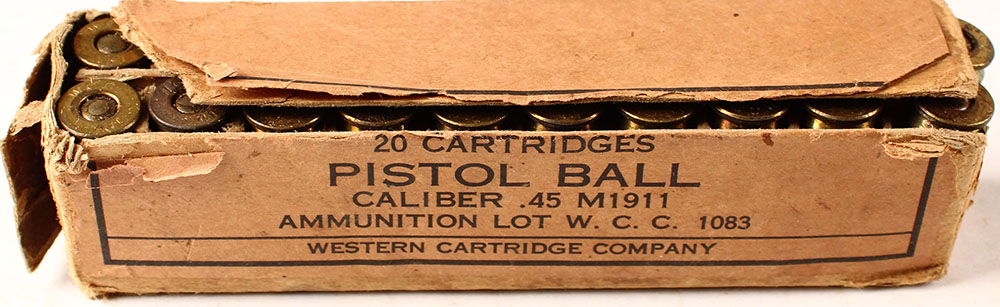 20 CARTRIDGES
PISTOL BALL
CALIBER .45 M1911
AMMUNITION LOT W. C. C. 1083
WESTERN CARTRIDGE COMPANY